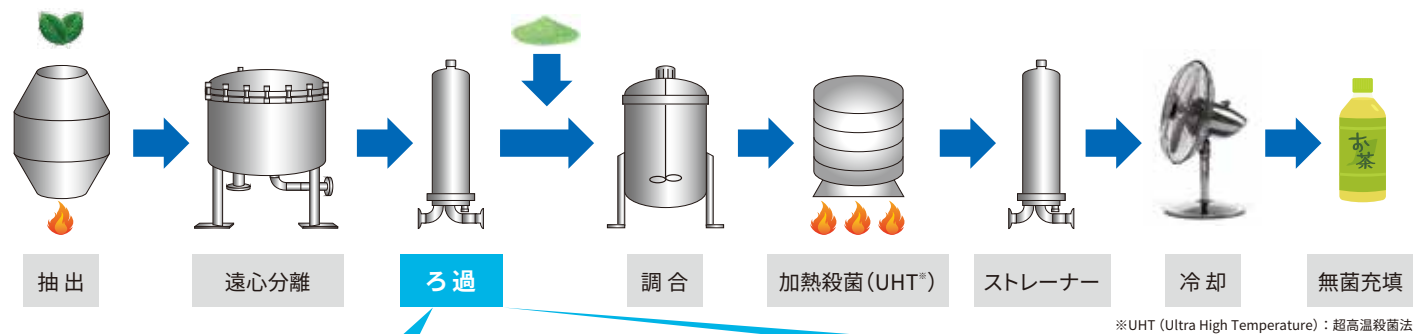 お茶
抽出
遠心分離
ろ過
調合
加熱殺菌(UHT※)
ストレーナー
冷却
無菌充填
※UHT (Ultra High Temperature):超高温殺菌法